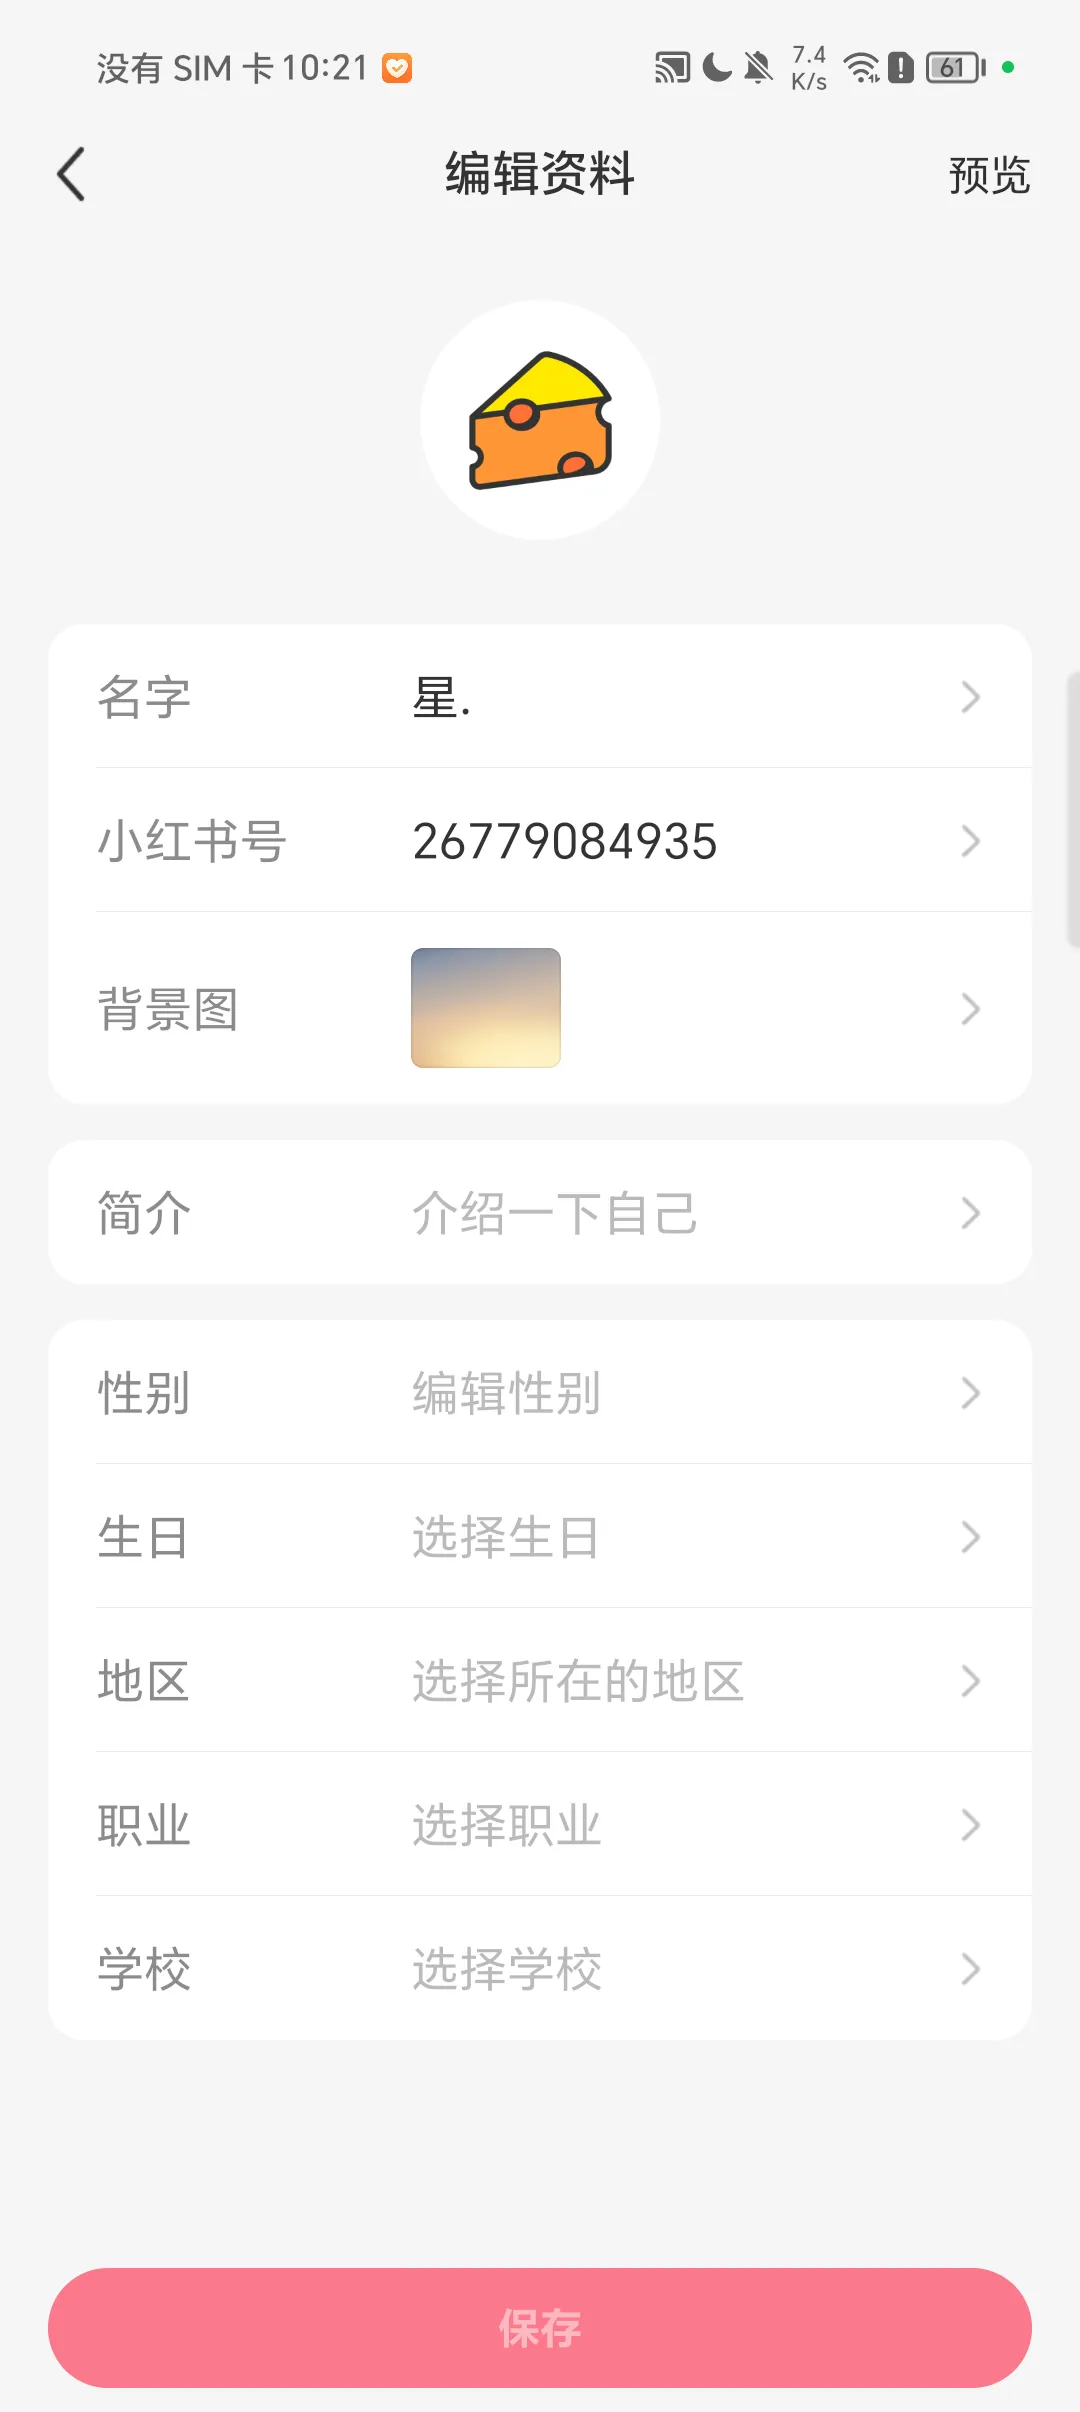 没有 SIM 卡 10:21 7.4 K/s 61
编辑资料 预览
名字 星.
小红书号 26779084935
背景图
简介 介绍一下自己
性别 编辑性别
生日 选择生日
地区 选择所在的地区
职业 选择职业
学校 选择学校
保存